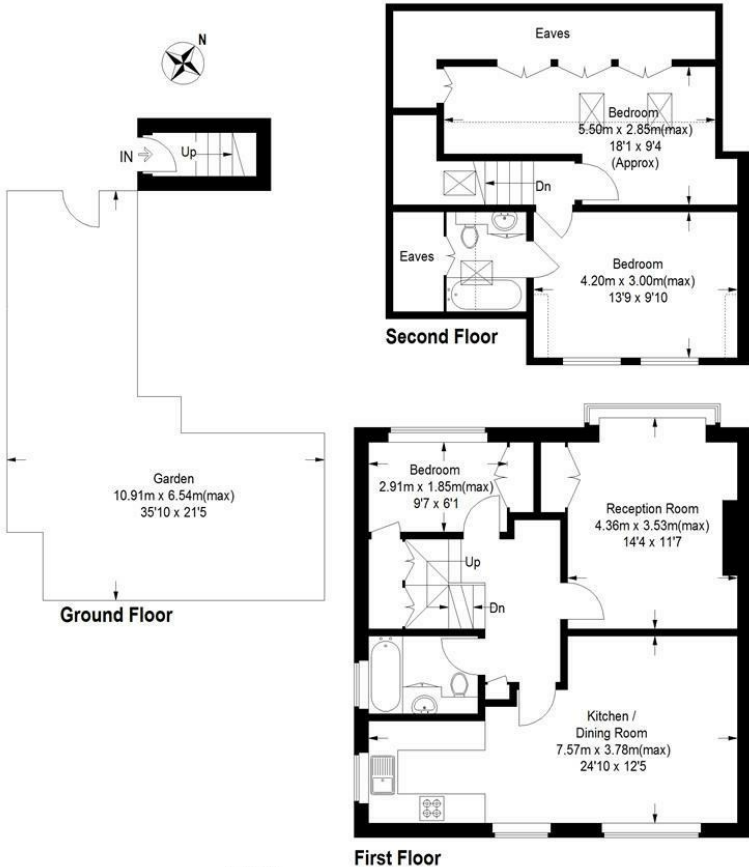 N
IN
Up
Garden
10.91m x 6.54m(max)
35'10 x 21'5
Ground Floor
Eaves
Bedroom
5.50m x 2.85m(max)
18'1 x 9'4
(Approx)
Dn
Eaves
Bedroom
4.20m x 3.00m(max)
13'9 x 9'10
Second Floor
Bedroom
2.91m x 1.85m(max)
9'7 x 6'1
Reception Room
4.36m x 3.53m(max)
14'4 x 11'7
Up
Dn
Kitchen /
Dining Room
7.57m x 3.78m(max)
24'10 x 12'5
First Floor